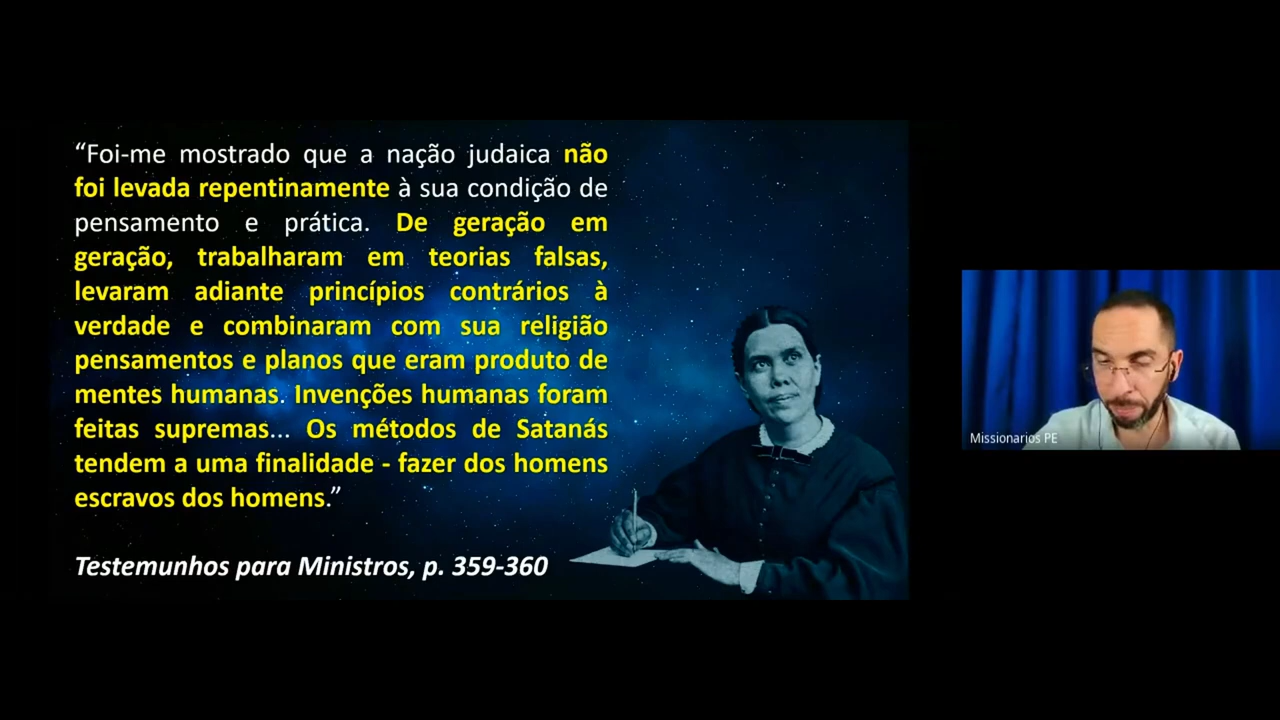 “Foi-me mostrado que a nação judaica não
foi levada repentinamente à sua condição de
pensamento e prática. De geração em
geração, trabalharam em teorias falsas,
levaram adiante princípios contrários à
verdade e combinaram com sua religião
pensamentos e planos que eram produto de
mentes humanas. Invenções humanas foram
feitas supremas... Os métodos de Satanás
tendem a uma finalidade - fazer dos homens
escravos dos homens.”
Testemunhos para Ministros, p. 359-360
Missionarios PE